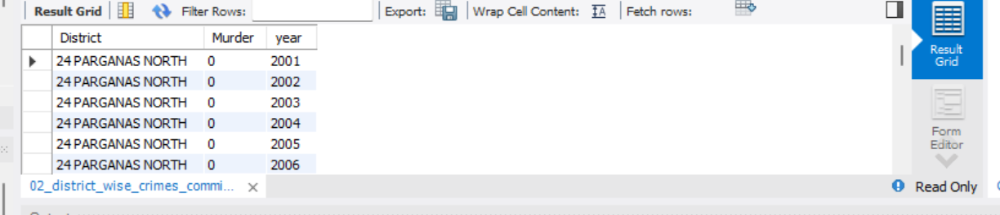 Result Grid Filter Rows: Export: Wrap Cell Content: Fetch rows:
District Murder year
24 PARGANAS NORTH 0 2001
24 PARGANAS NORTH 0 2002
24 PARGANAS NORTH 0 2003
24 PARGANAS NORTH 0 2004
24 PARGANAS NORTH 0 2005
24 PARGANAS NORTH 0 2006
Result
Grid
Form
Editor
02_district_wise_crimes_commi...
Read Only